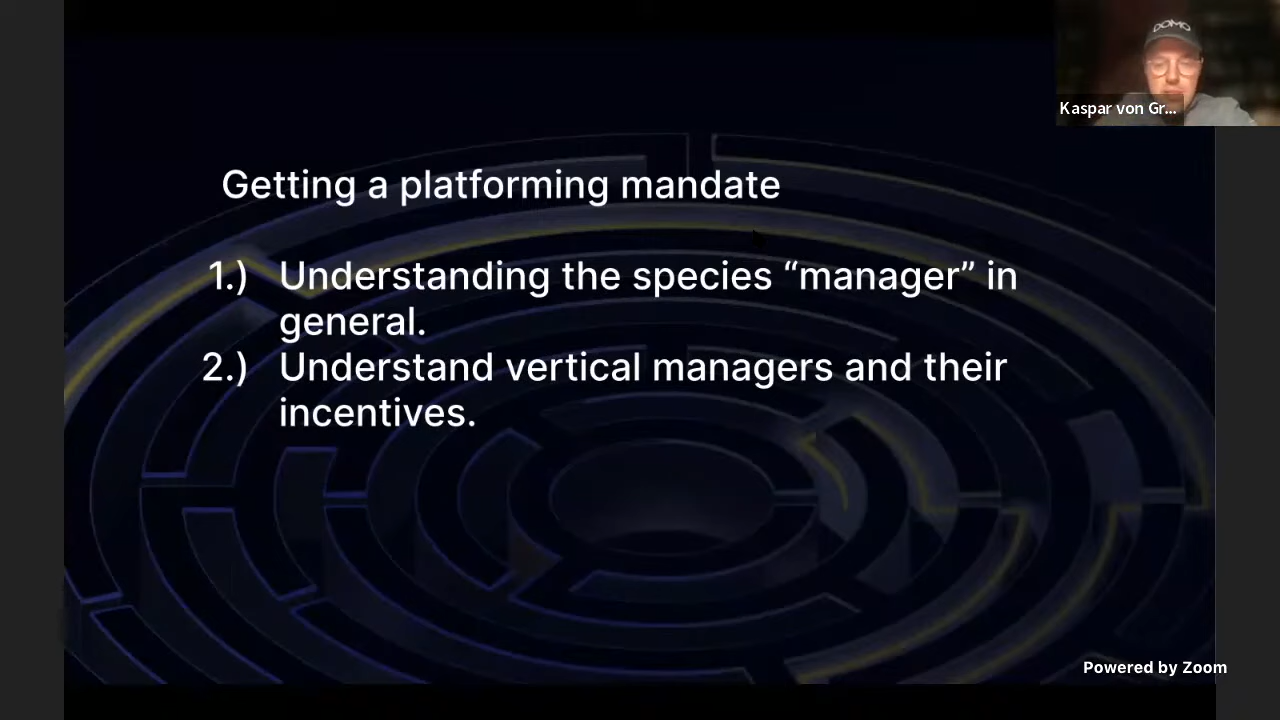 DOMO
Kaspar von Gr...
Getting a platforming mandate
1.) Understanding the species “manager” in
general.
2.) Understand vertical managers and their
incentives.
Powered by Zoom